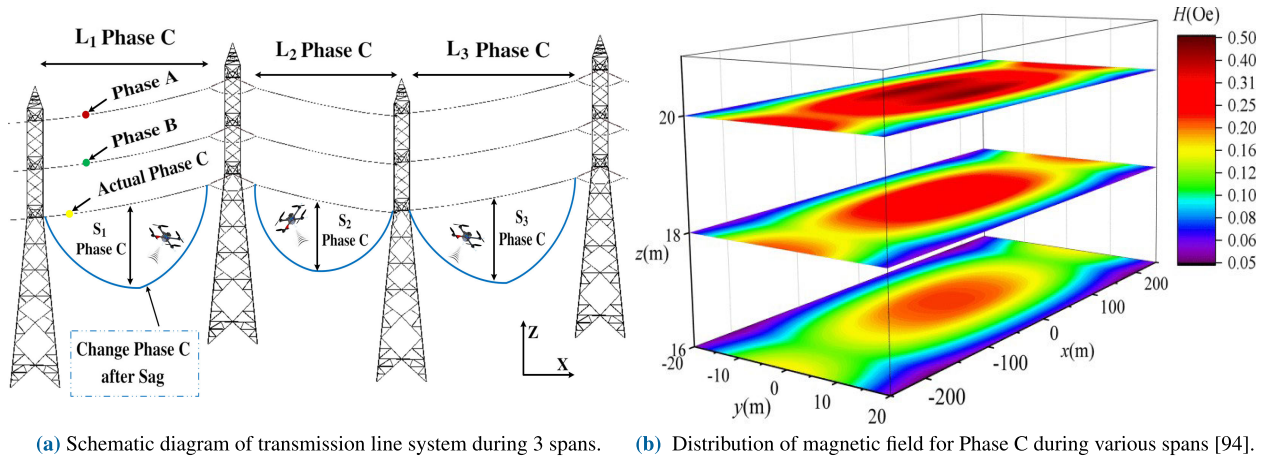 L1 Phase C
L2 Phase C
L3 Phase C
Phase A
Phase B
Actual Phase C
S1
Phase C
S2
Phase C
S3
Phase C
Change Phase C
after Sag
Z
X
(a) Schematic diagram of transmission line system during 3 spans.
H(Oe)
0.50
0.40
0.31
0.25
0.16
0.12
0.10
0.08
0.06
0.05
20
18
z(m)
16
-20
-10
0
10
20
y(m)
-200
-100
0
100
200
x(m)
(b) Distribution of magnetic field for Phase C during various spans [94].